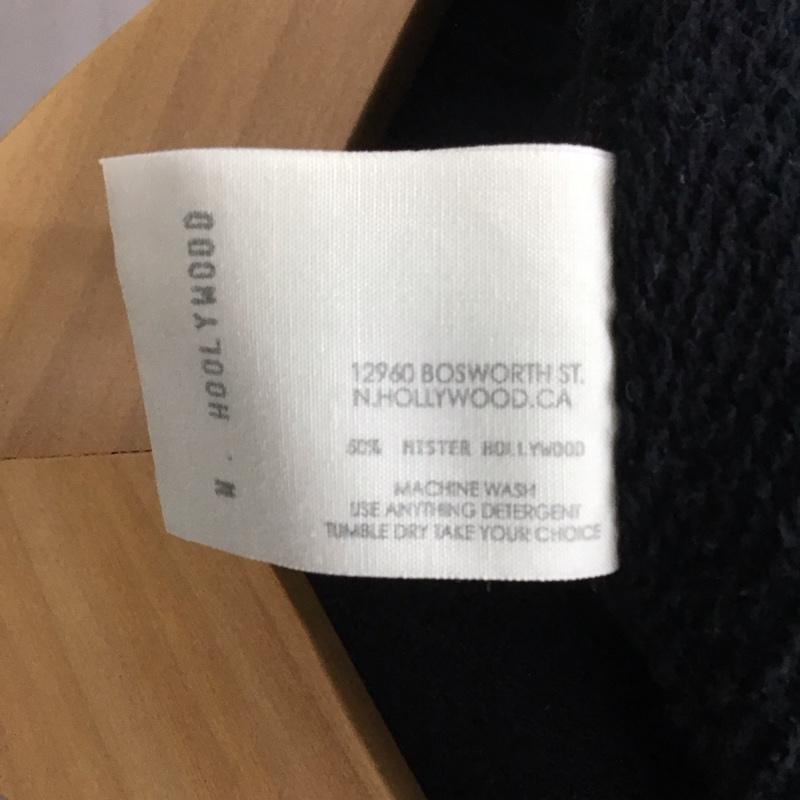 N. HOOLYWOOD
12960 BOSWORTH ST.
N.HOLLYWOOD.CA
50% MISTER HOLLYWOOD
MACHINE WASH
USE ANYTHING DETERGENT
TUMBLE DRY TAKE YOUR CHOICE